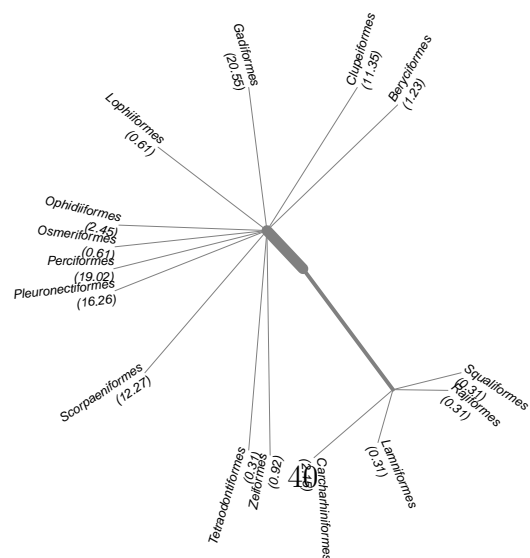 Gadiformes
(20.55)
Clupeiformes
(11.35)
Beryciformes
(1.23)
Lophiiformes
(0.61)
Ophidiiformes
(2.45)
Osmeriformes
(0.61)
Perciformes
(19.02)
Pleuronectiformes
(16.26)
Scorpaeniformes
(12.27)
Tetraodontiformes
(0.31)
Zeiformes
(0.92)
Carcharhiniformes
40
Lamniformes
(0.31)
Squaliformes
(0.31)
Rajiformes
(0.31)